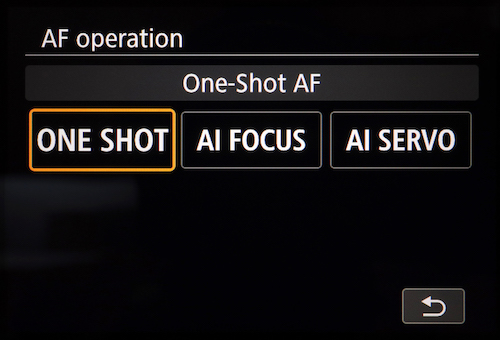 AF operation
One-Shot AF
ONE SHOT AI FOCUS AI SERVO